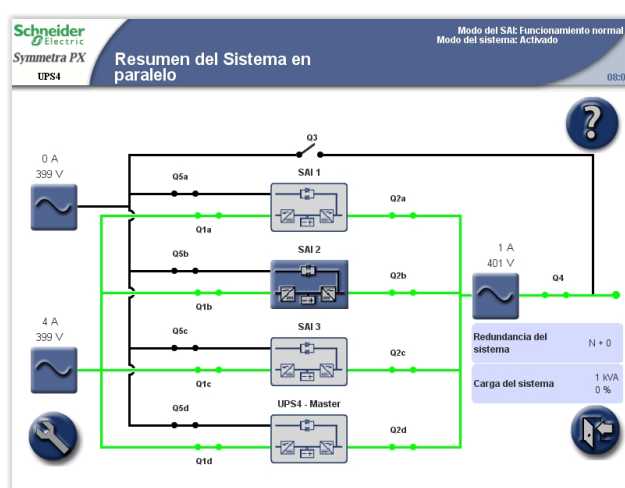 Schneider
Electric
Symmetra PX
UPS4
Resumen del Sistema en
paralelo
Modo del SAI: Funcionamiento normal
Modo del sistema: Activado
08:0
?
Q3
0 A
399 V
Q5a
SAI 1
Q2a
Q1a
Q5b
SAI 2
Q2b
Q1b
1 A
401 V
Q4
4 A
399 V
Q5c
SAI 3
Q2c
Q1c
Redundancia del
sistema
N + 0
Carga del sistema
1 kVA
0 %
Q5d
UPS4 - Master
Q2d
Q1d